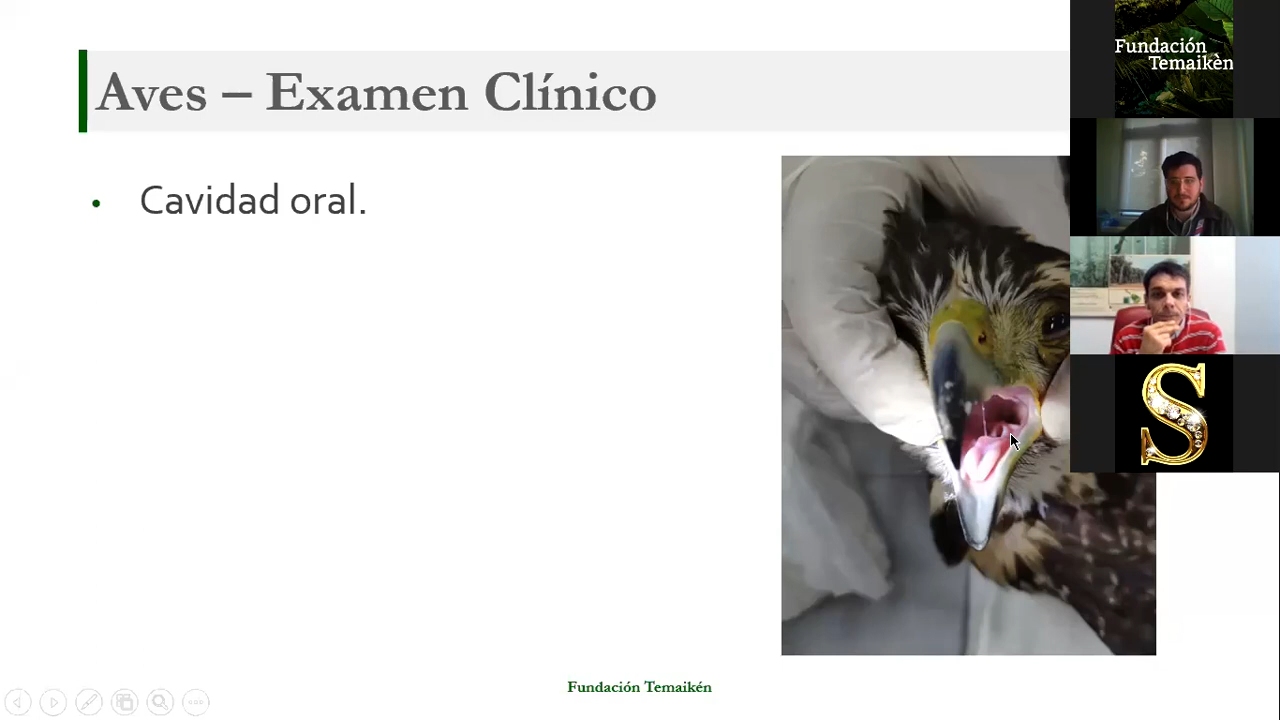 Aves – Examen Clínico
• Cavidad oral.
Fundación Temaikén
Fundación
Temaikèn
S